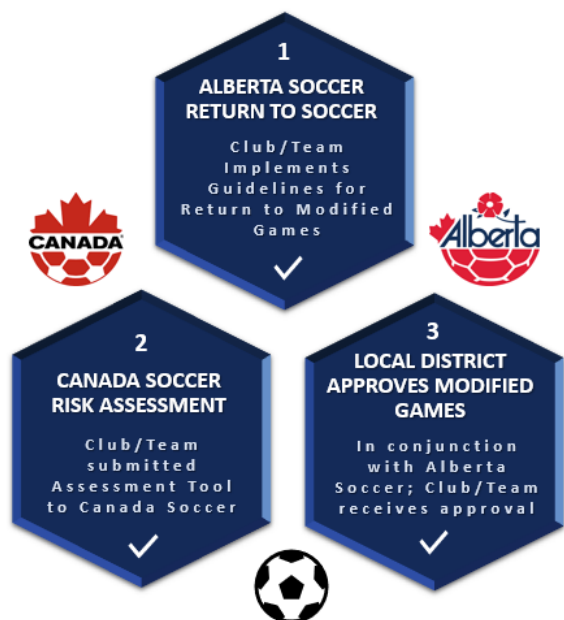 1
ALBERTA SOCCER
RETURN TO SOCCER
Club/Team
Implements
Guidelines for
Return to Modified
Games
CANADA
Alberta
2
CANADA SOCCER
RISK ASSESSMENT
Club/Team
submitted
Assessment Tool
to Canada Soccer
3
LOCAL DISTRICT
APPROVES MODIFIED
GAMES
In conjunction
with Alberta
Soccer; Club/Team
receives approval